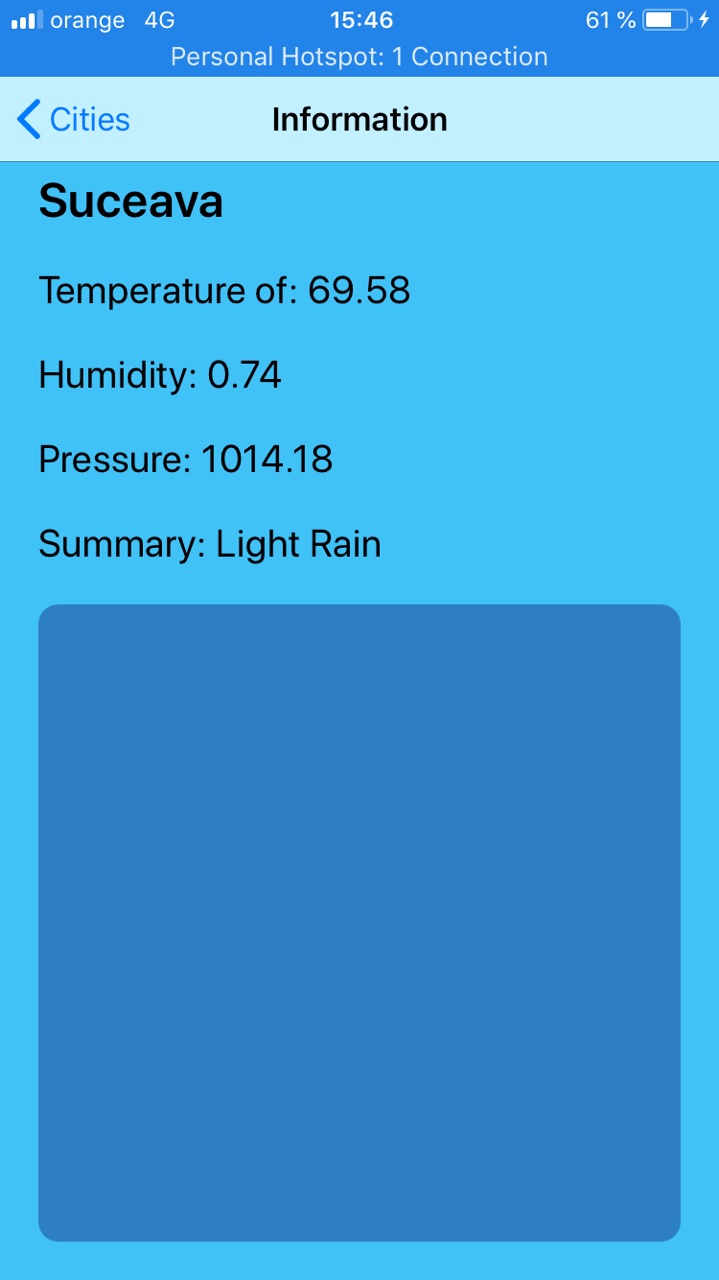 orange 4G 15:46 61 %
Personal Hotspot: 1 Connection
Cities Information
Suceava
Temperature of: 69.58
Humidity: 0.74
Pressure: 1014.18
Summary: Light Rain